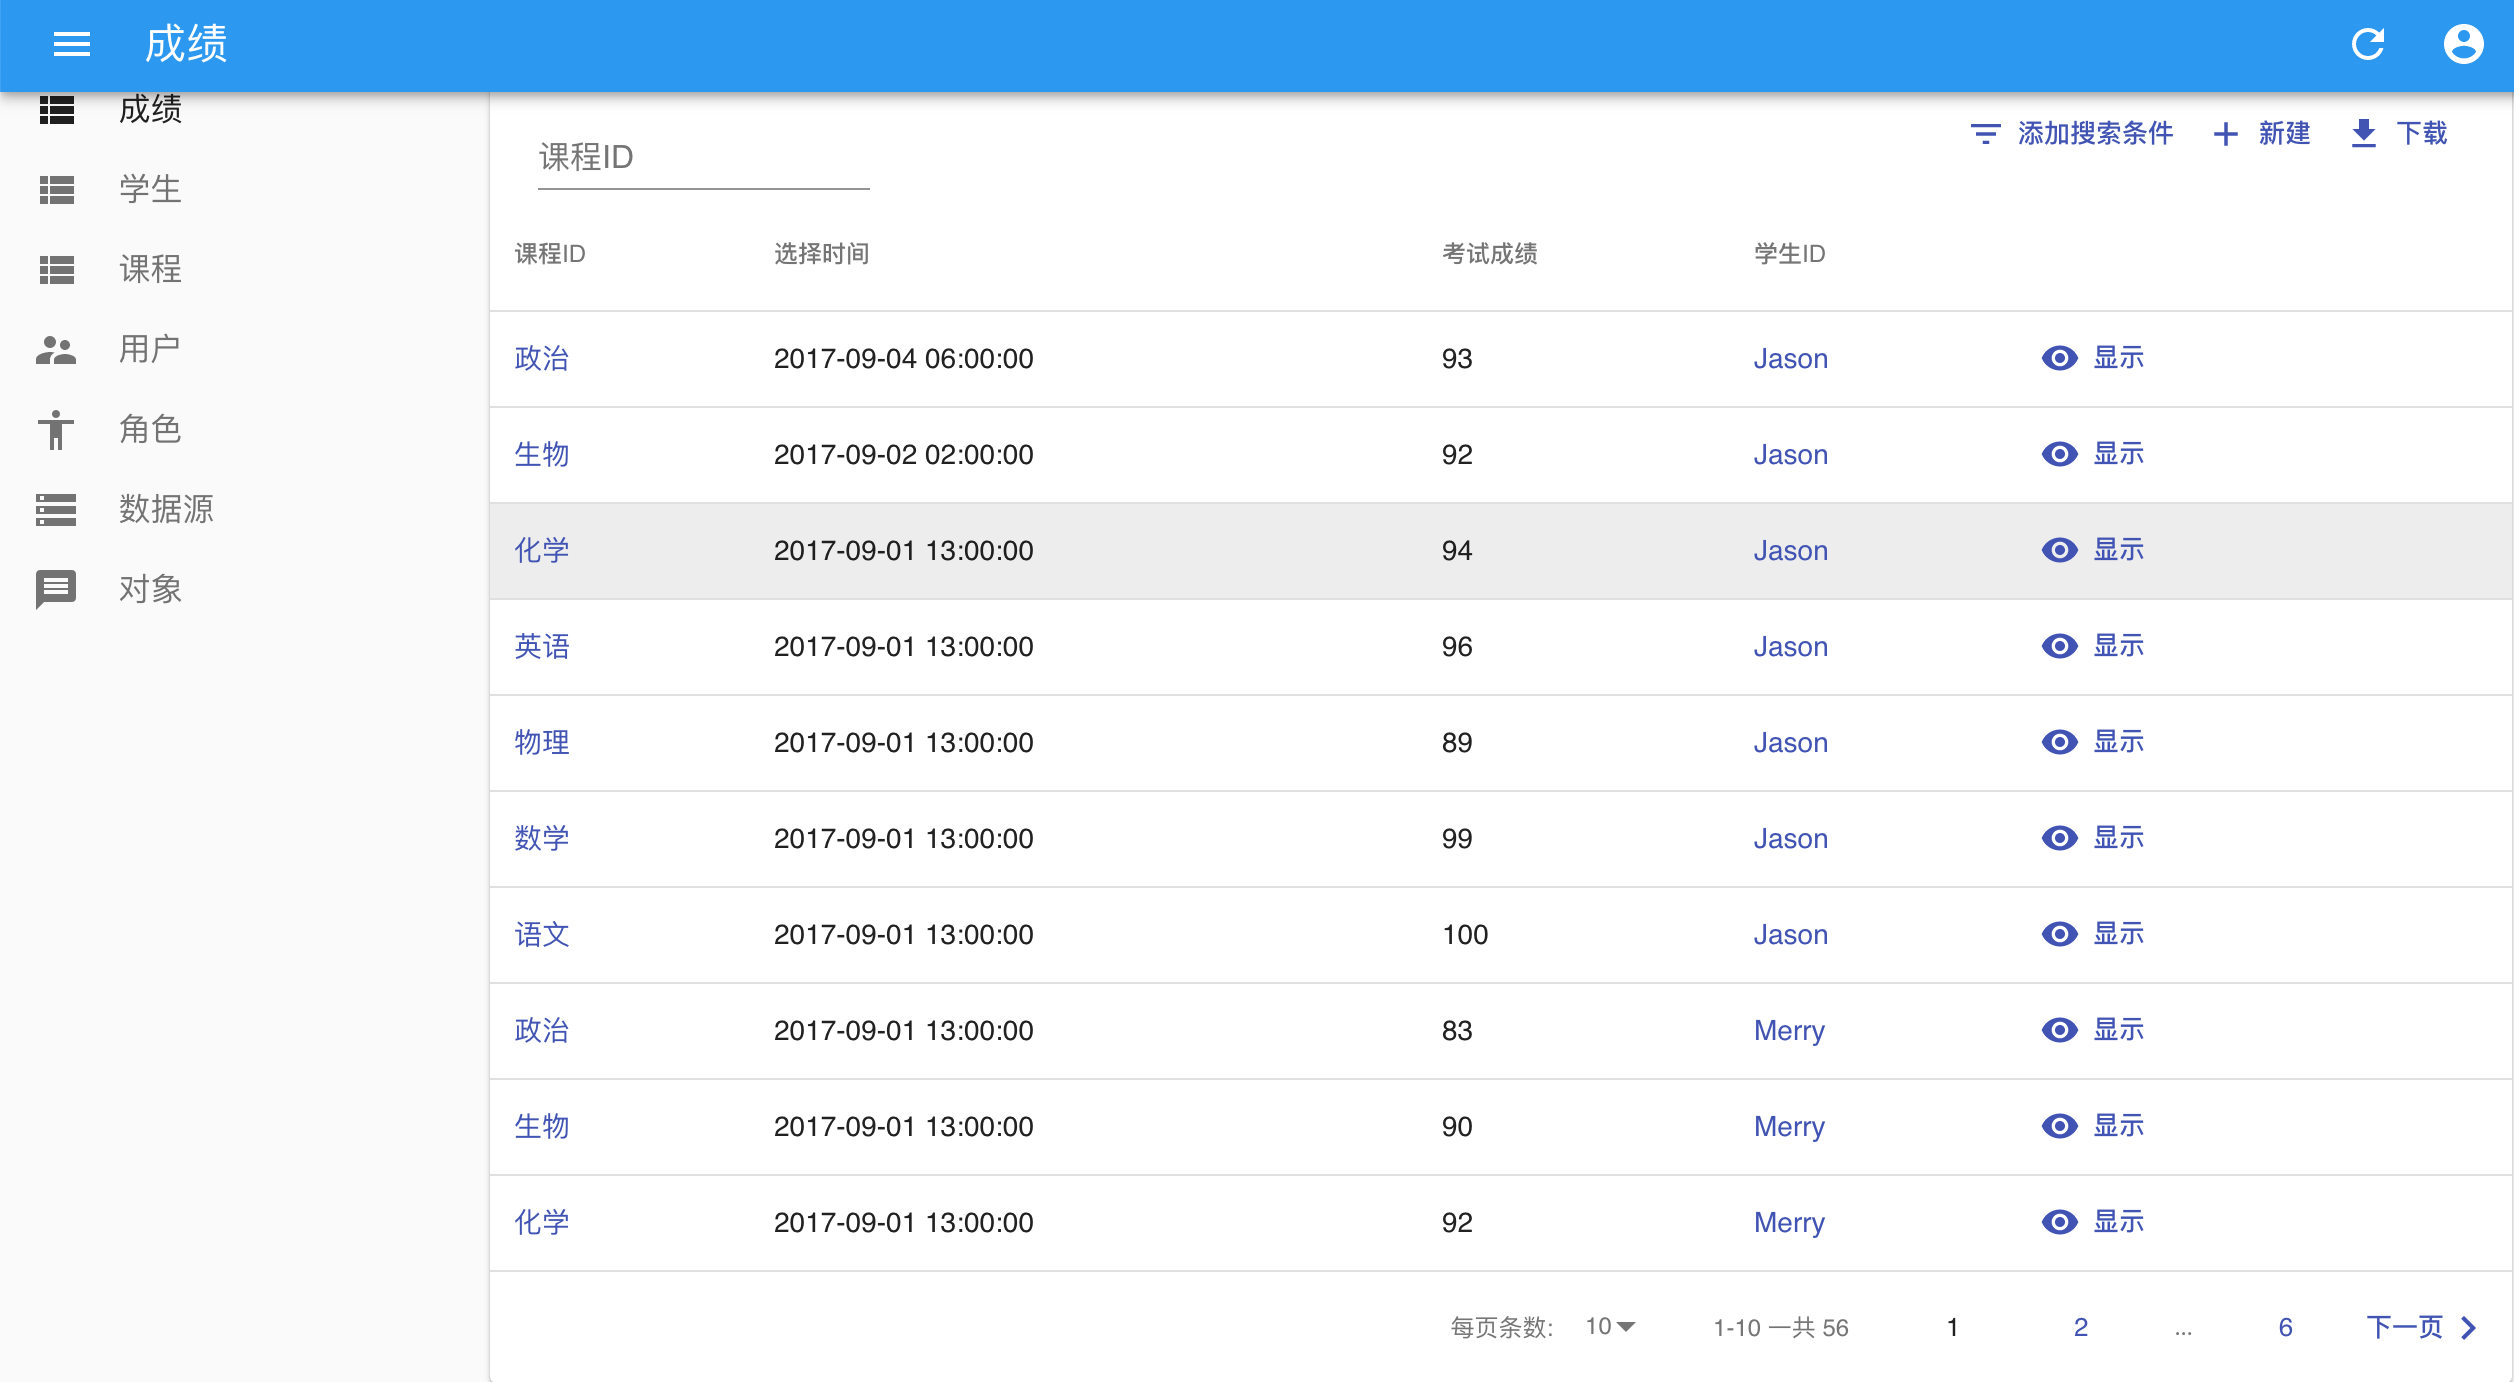 成绩
成绩
学生
课程
用户
角色
数据源
对象
课程ID
添加搜索条件 新建 下载
课程ID 选择时间 考试成绩 学生ID
政治 2017-09-04 06:00:00 93 Jason 显示
生物 2017-09-02 02:00:00 92 Jason 显示
化学 2017-09-01 13:00:00 94 Jason 显示
英语 2017-09-01 13:00:00 96 Jason 显示
物理 2017-09-01 13:00:00 89 Jason 显示
数学 2017-09-01 13:00:00 99 Jason 显示
语文 2017-09-01 13:00:00 100 Jason 显示
政治 2017-09-01 13:00:00 83 Merry 显示
生物 2017-09-01 13:00:00 90 Merry 显示
化学 2017-09-01 13:00:00 92 Merry 显示
每页条数: 10 1-10 一共 56 1 2 ... 6 下一页